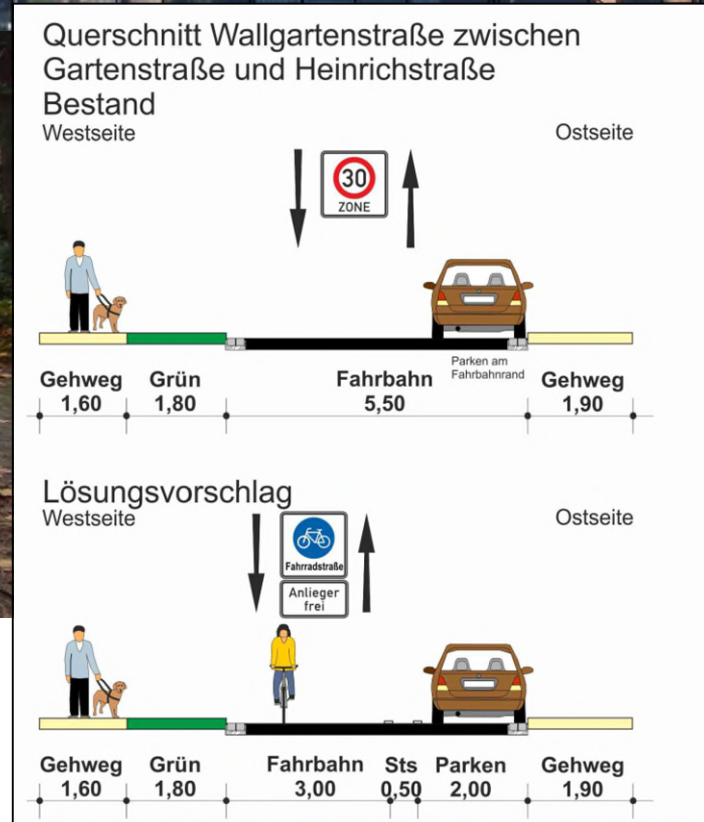 Querschnitt Wallgartenstraße zwischen
Gartenstraße und Heinrichstraße
Bestand
Westseite Ostseite
30
ZONE
Parken am
Fahrbahnrand
Gehweg Grün Fahrbahn Gehweg
1,60 1,80 5,50 1,90
Lösungsvorschlag
Westseite Ostseite
Fahrradstraße
Anlieger
frei
Gehweg Grün Fahrbahn Sts Parken Gehweg
1,60 1,80 3,00 0,50 2,00 1,90